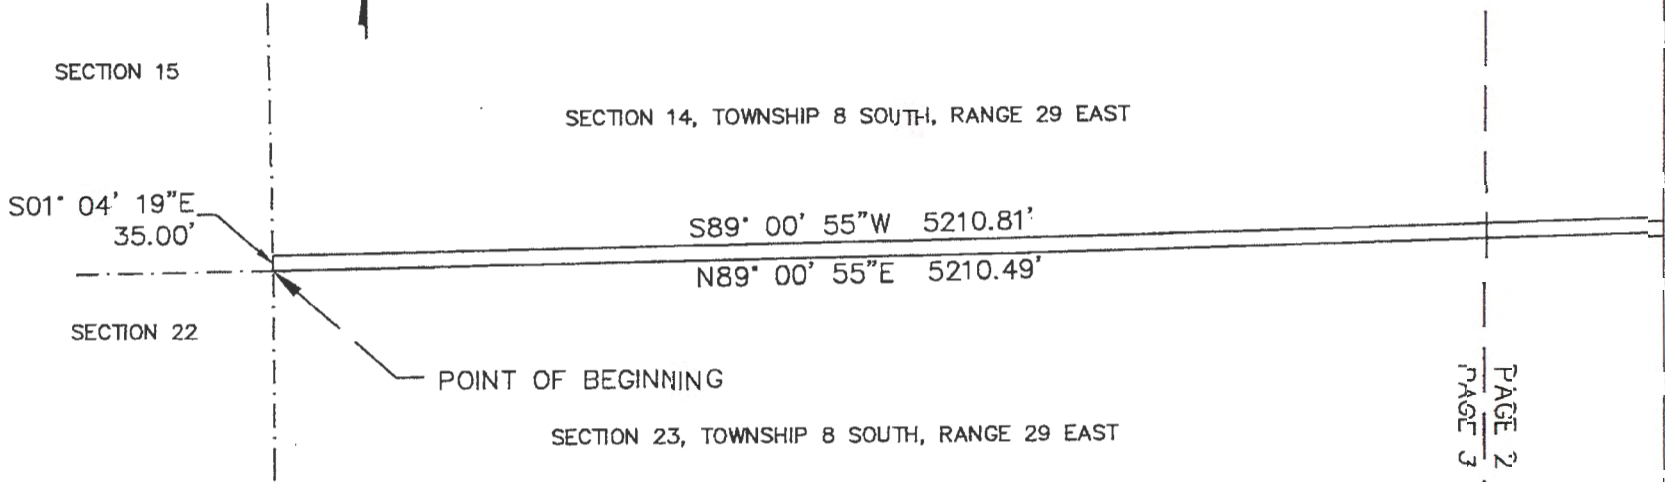 SECTION 15
SECTION 14, TOWNSHIP 8 SOUTH, RANGE 29 EAST
S01° 04' 19"E
35.00'
S89° 00' 55"W 5210.81'
N89° 00' 55"E 5210.49'
SECTION 22
POINT OF BEGINNING
SECTION 23, TOWNSHIP 8 SOUTH, RANGE 29 EAST
PAGE 2
PAGE 3